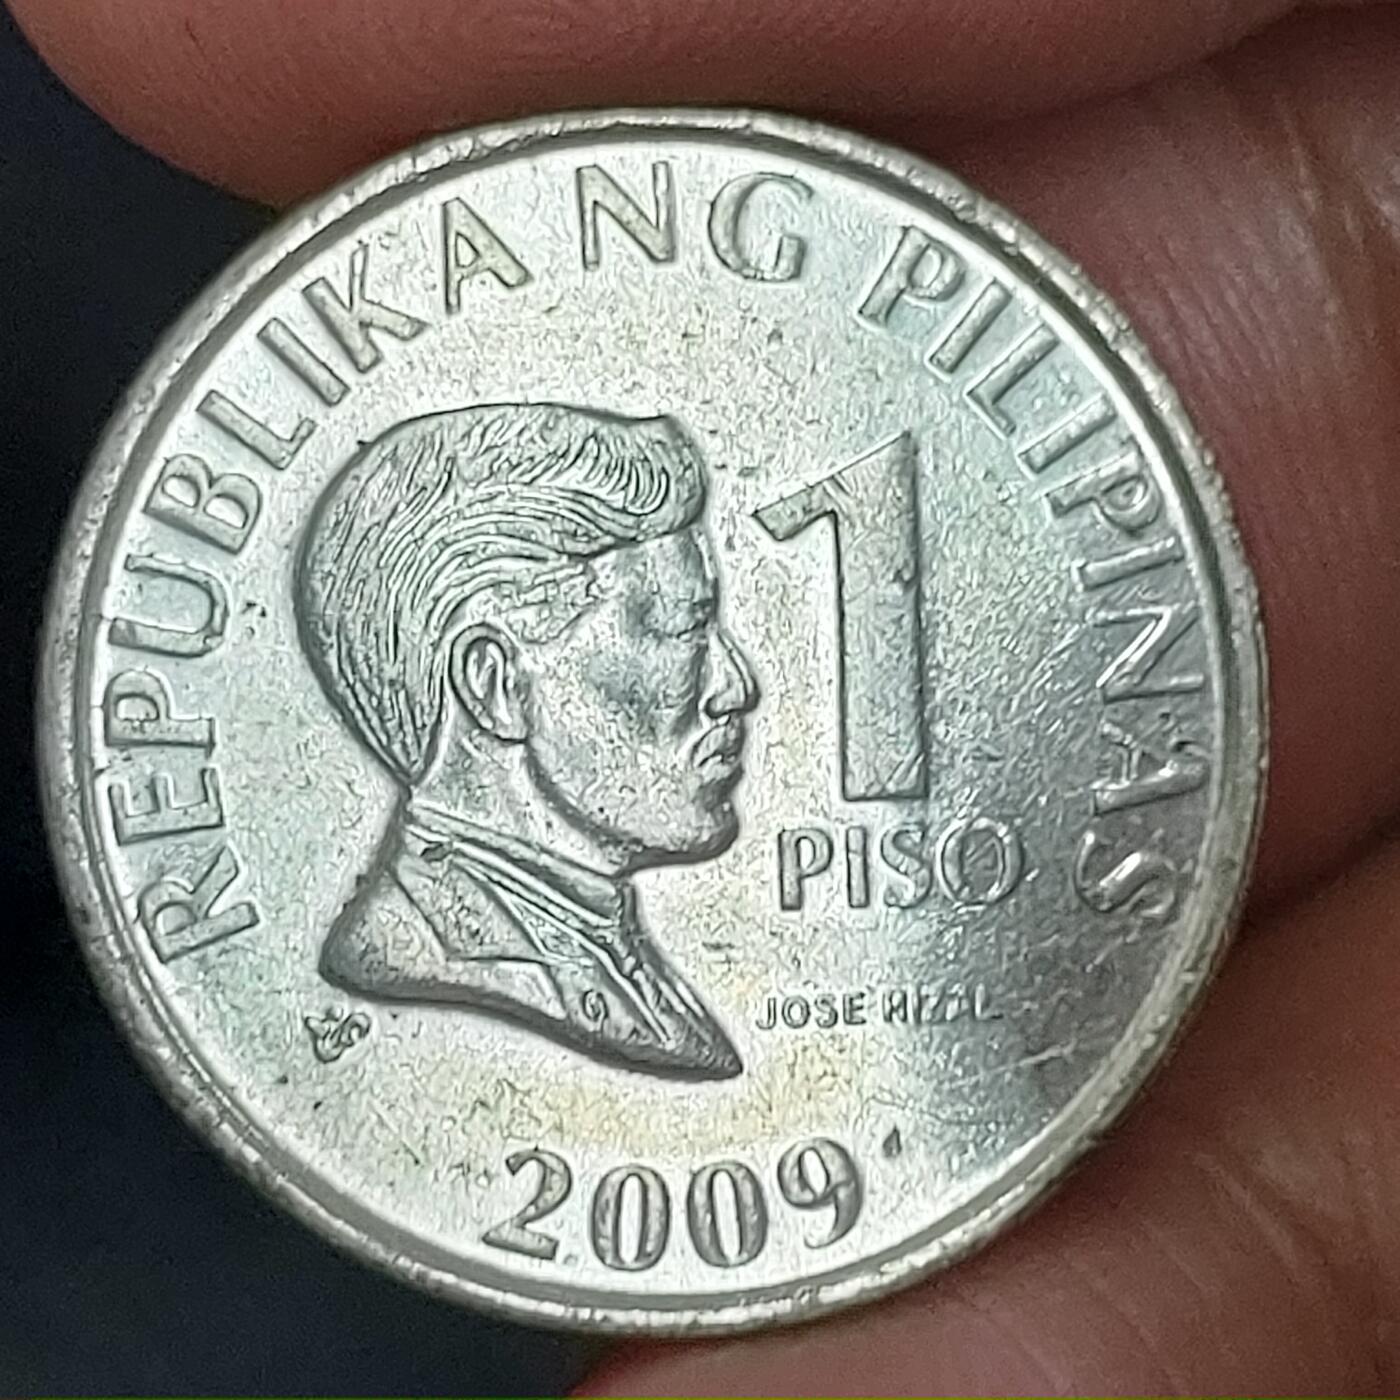 REPUBLIKA NG PILIPINAS
1
PISO
JOSE RIZAL
2009